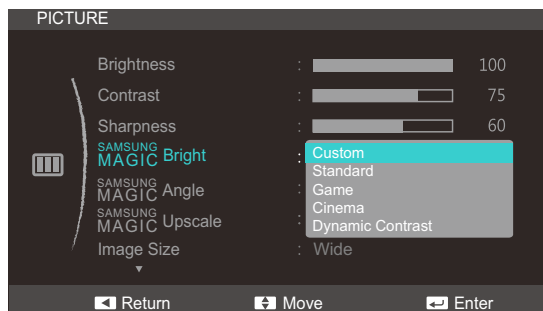 PICTURE
Brightness : 100
Contrast : 75
Sharpness : 60
SAMSUNG MAGIC Bright :
Custom
Standard
Game
Cinema
Dynamic Contrast
SAMSUNG MAGIC Angle :
SAMSUNG MAGIC Upscale :
Image Size : Wide
Return Move Enter